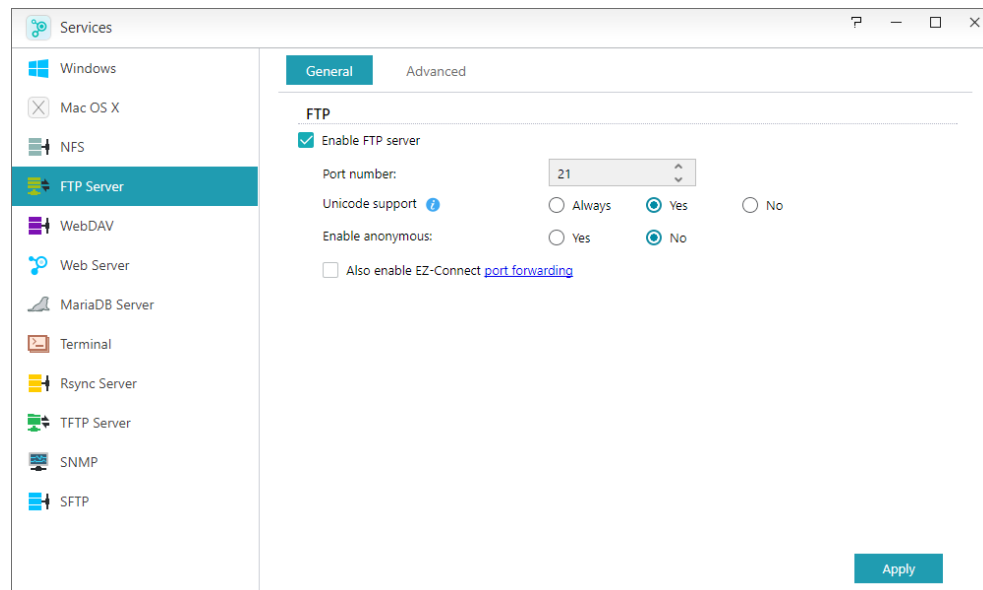 Services
Windows
Mac OS X
NFS
FTP Server
WebDAV
Web Server
MariaDB Server
Terminal
Rsync Server
TFTP Server
SNMP
SFTP
General Advanced
FTP
Enable FTP server
Port number: 21
Unicode support Always Yes No
Enable anonymous: Yes No
Also enable EZ-Connect port forwarding
Apply